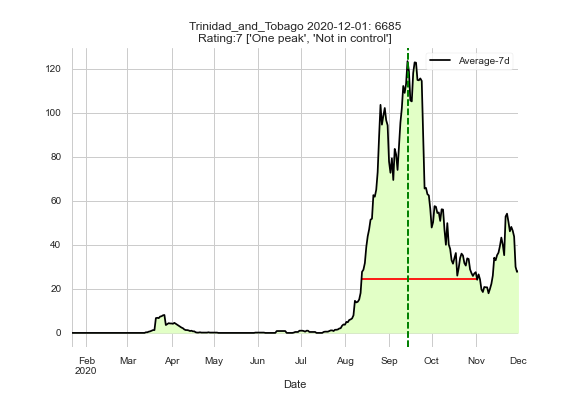 Trinidad_and_Tobago 2020-12-01: 6685
Rating:7 ['One peak', 'Not in control']
Average-7d
120
100
80
60
40
20
0
Feb Mar Apr May Jun Jul Aug Sep Oct Nov Dec
2020
Date